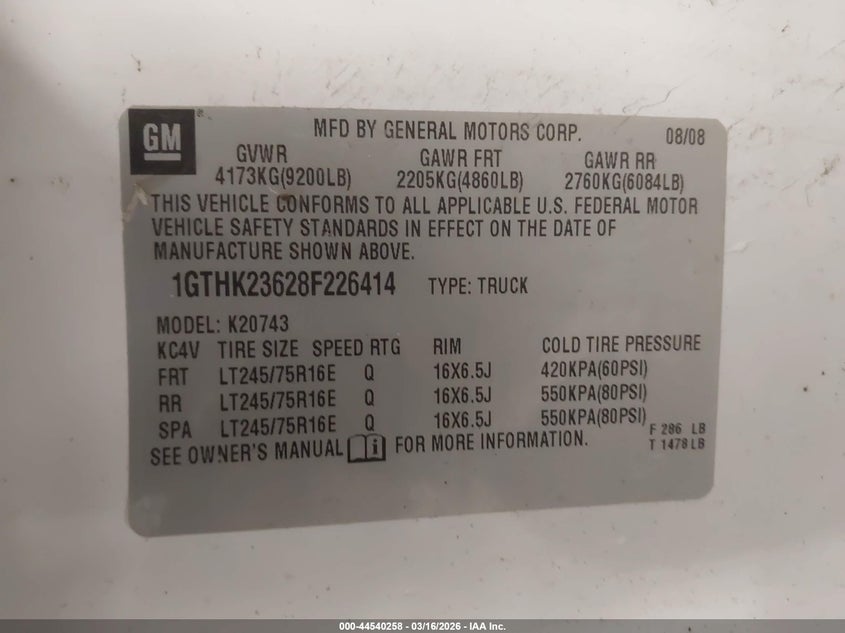 GM ®
MFD BY GENERAL MOTORS CORP. 08/08
GVWR GAWR FRT GAWR RR
4173KG(9200LB) 2205KG(4860LB) 2760KG(6084LB)
THIS VEHICLE CONFORMS TO ALL APPLICABLE U.S. FEDERAL MOTOR
VEHICLE SAFETY STANDARDS IN EFFECT ON THE DATE OF
MANUFACTURE SHOWN ABOVE.
1GTHK23628F226414 TYPE: TRUCK
MODEL: K20743
KC4V TIRE SIZE SPEED RTG RIM COLD TIRE PRESSURE
FRT LT245/75R16E Q 16X6.5J 420KPA(60PSI)
RR LT245/75R16E Q 16X6.5J 550KPA(80PSI)
SPA LT245/75R16E Q 16X6.5J 550KPA(80PSI)
F 286 LB
SEE OWNER'S MANUAL i FOR MORE INFORMATION. T 1478 LB
000-44540258 - 03/16/2026 - IAA Inc.